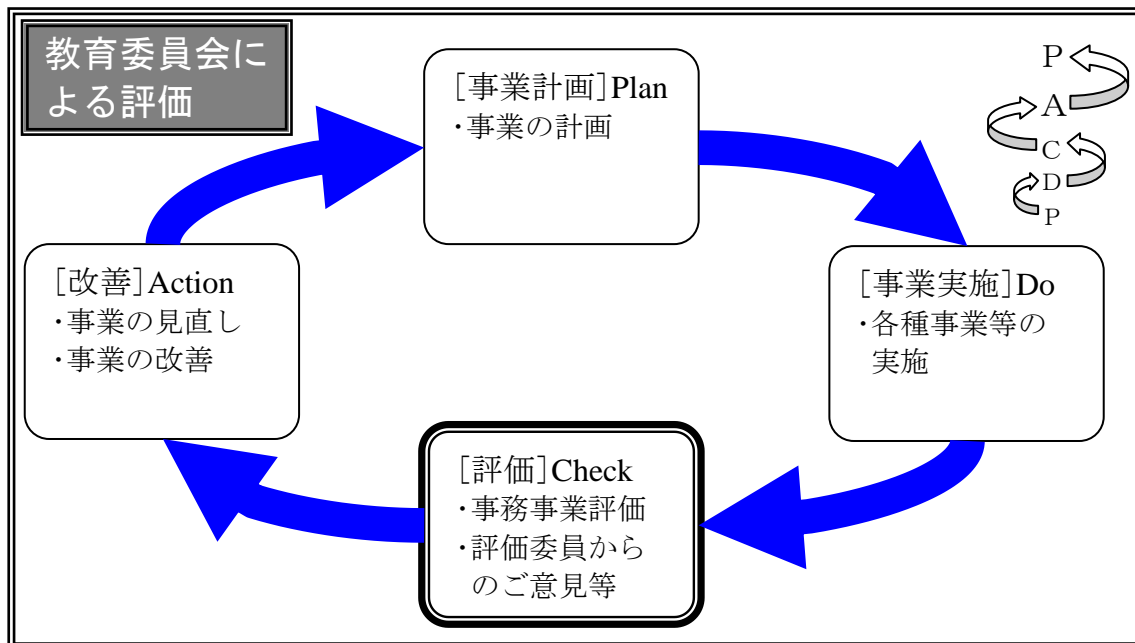 教育委員会に
よる評価
[事業計画]Plan
・事業の計画
P
A
C
D
P
[改善]Action
・事業の見直し
・事業の改善
[事業実施]Do
・各種事業等の
実施
[評価]Check
・事務事業評価
・評価委員から
のご意見等